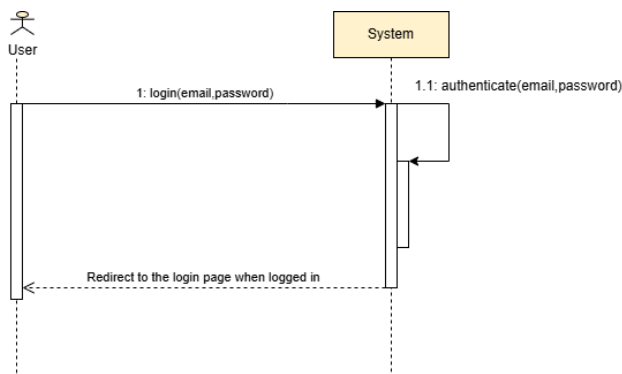 User
System
1: login(email,password)
1.1: authenticate(email,password)
Redirect to the login page when logged in